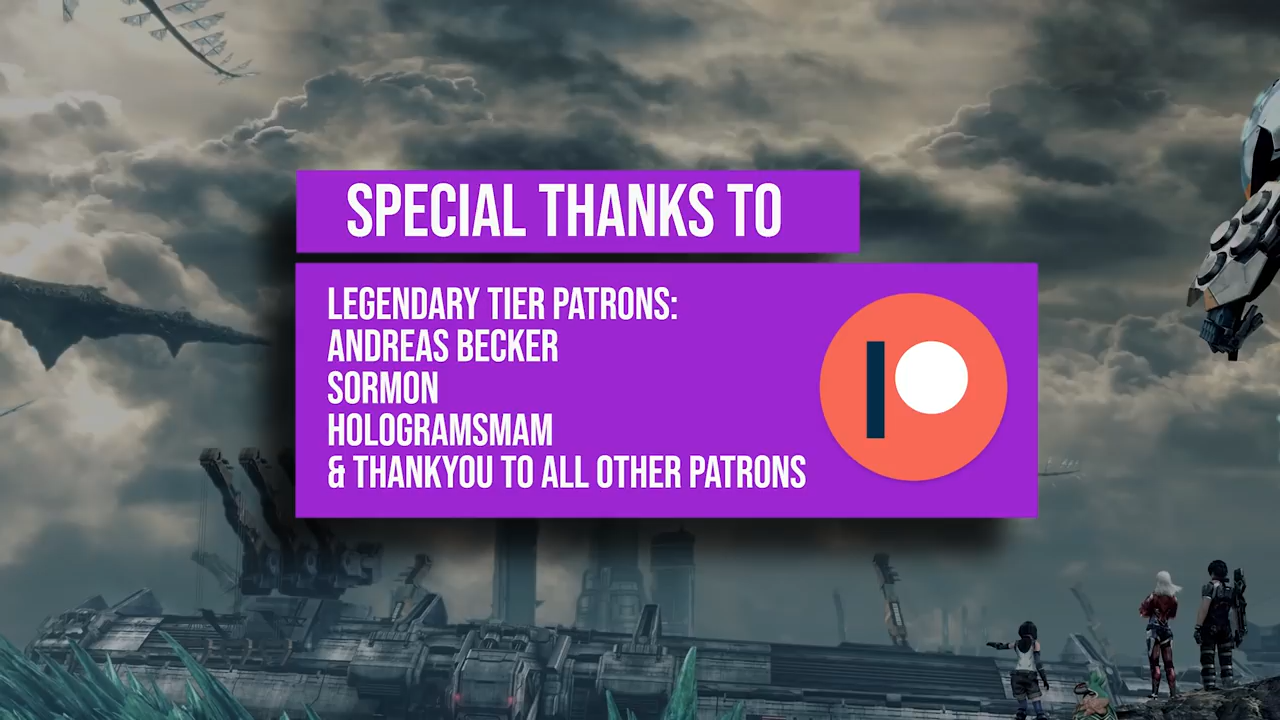 SPECIAL THANKS TO
LEGENDARY TIER PATRONS:
ANDREAS BECKER
SORMON
HOLOGRAMSMAM
& THANKYOU TO ALL OTHER PATRONS